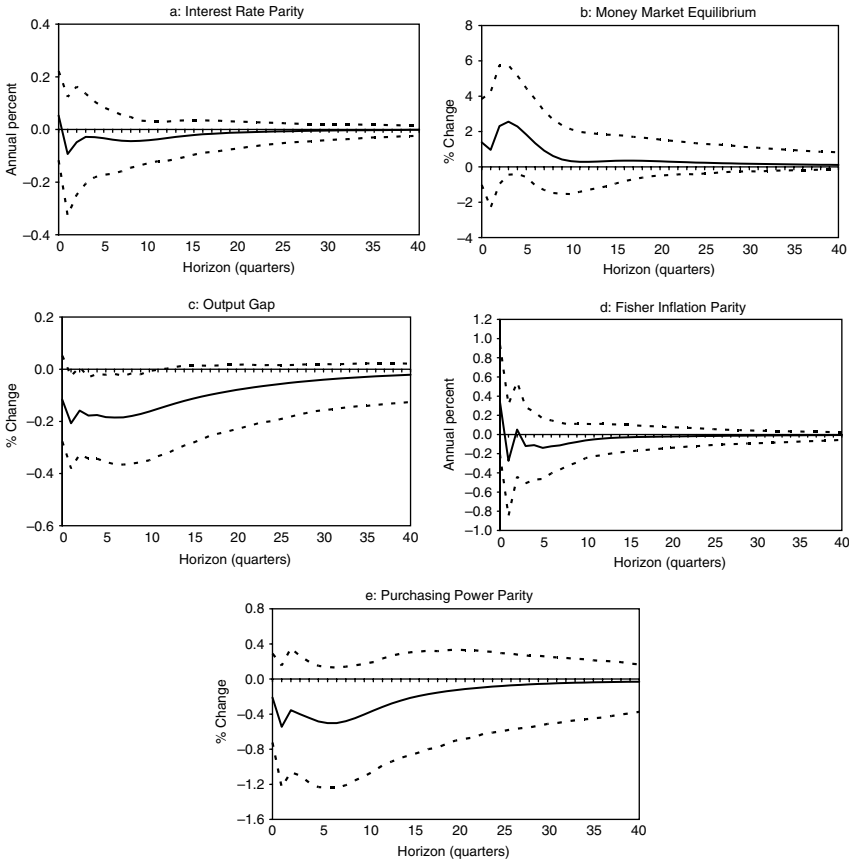 a: Interest Rate Parity
0.4
0.2
0.0
−0.2
−0.4
Annual percent
0 5 10 15 20 25 30 35 40
Horizon (quarters)
b: Money Market Equilibrium
8
6
4
2
0
−2
−4
% Change
0 5 10 15 20 25 30 35 40
Horizon (quarters)
c: Output Gap
0.2
0.0
−0.2
−0.4
−0.6
% Change
0 5 10 15 20 25 30 35 40
Horizon (quarters)
d: Fisher Inflation Parity
1.2
1.0
0.8
0.6
0.4
0.2
0.0
−0.2
−0.4
−0.6
−0.8
−1.0
Annual percent
0 5 10 15 20 25 30 35 40
Horizon (quarters)
e: Purchasing Power Parity
0.8
0.4
0.0
−0.4
−0.8
−1.2
−1.6
% Change
0 5 10 15 20 25 30 35 40
Horizon (quarters)